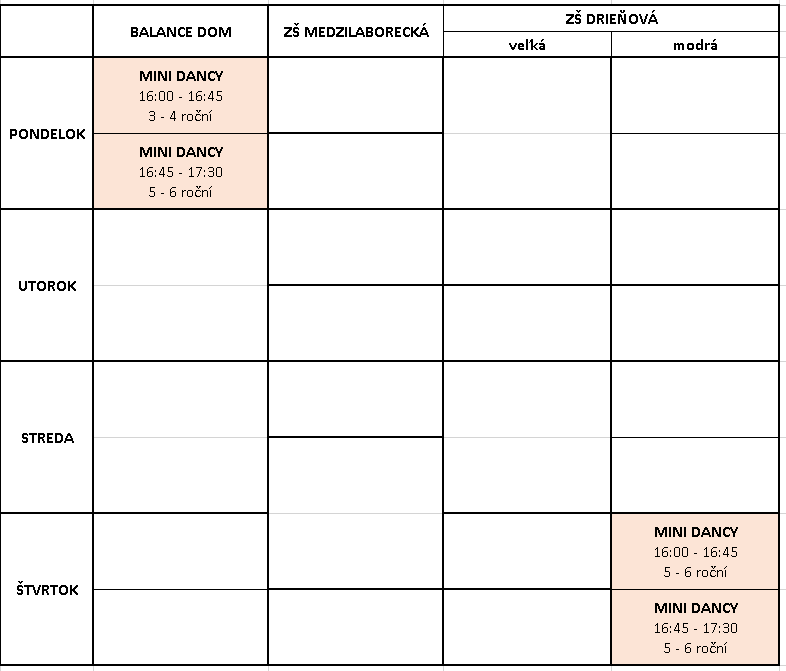 BALANCE DOM
ZŠ MEDZILABORECKÁ
ZŠ DRIEŇOVÁ
veľká
modrá
PONDELOK
MINI DANCY
16:00 - 16:45
3 - 4 roční
MINI DANCY
16:45 - 17:30
5 - 6 roční
UTOROK
STREDA
ŠTVRTOK
MINI DANCY
16:00 - 16:45
5 - 6 roční
MINI DANCY
16:45 - 17:30
5 - 6 roční